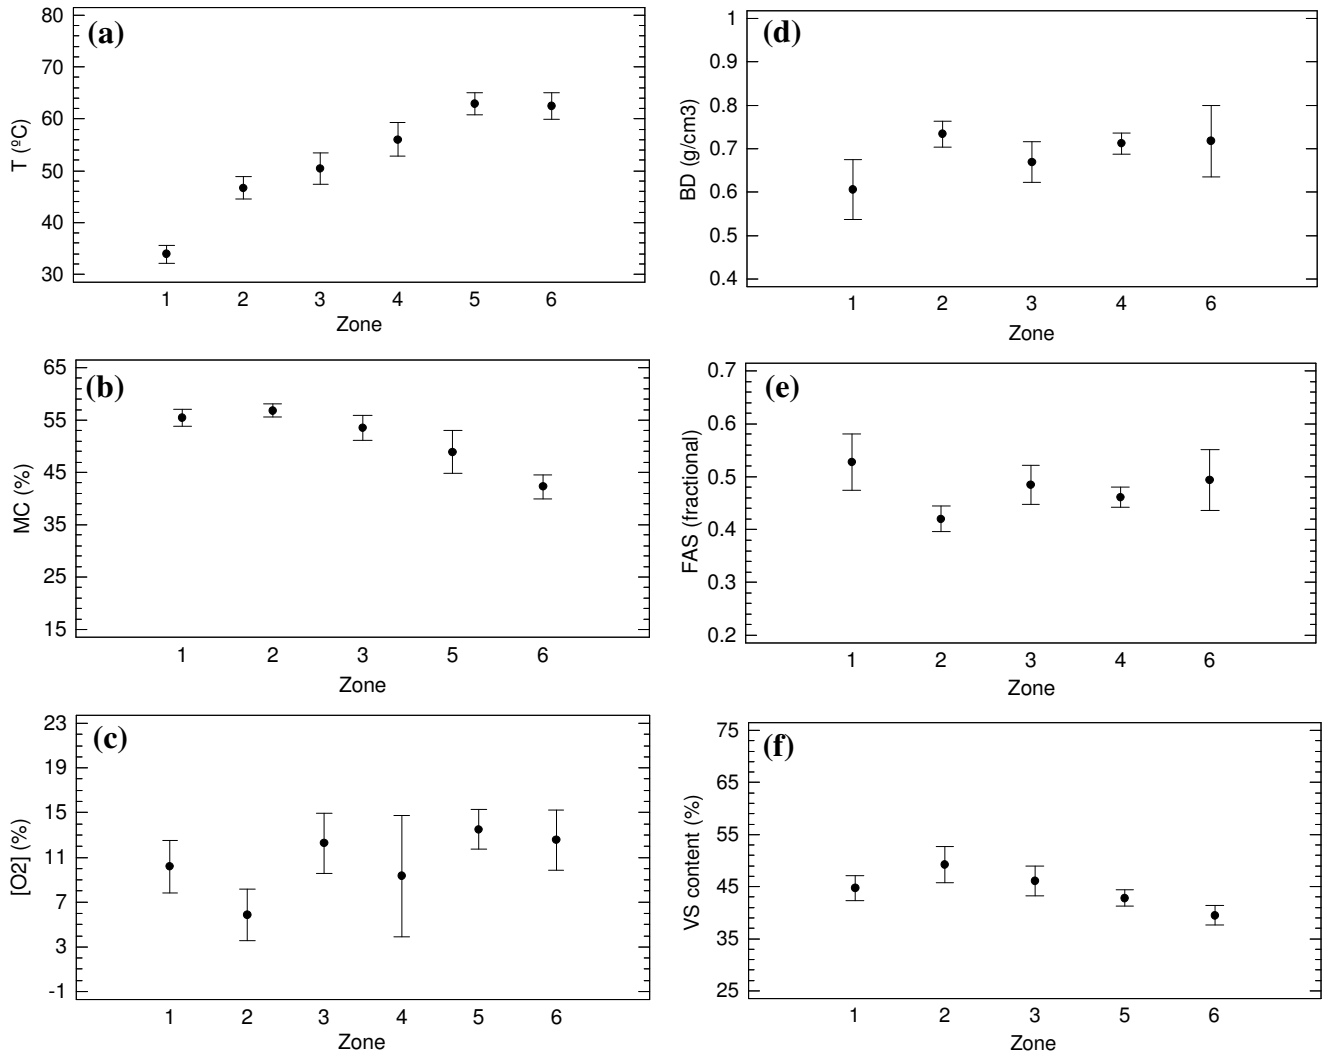 (a)
80
70
60
50
40
30
T (ºC)
1 2 3 4 5 6
Zone
(b)
65
55
45
35
25
15
MC (%)
1 2 3 5 6
Zone
(c)
23
19
15
11
7
3
-1
[O2] (%)
1 2 3 4 5 6
Zone
(d)
1
0.9
0.8
0.7
0.6
0.5
0.4
BD (g/cm3)
1 2 3 4 6
Zone
(e)
0.7
0.6
0.5
0.4
0.3
0.2
FAS (fractional)
1 2 3 4 6
Zone
(f)
75
65
55
45
35
25
VS content (%)
1 2 3 5 6
Zone